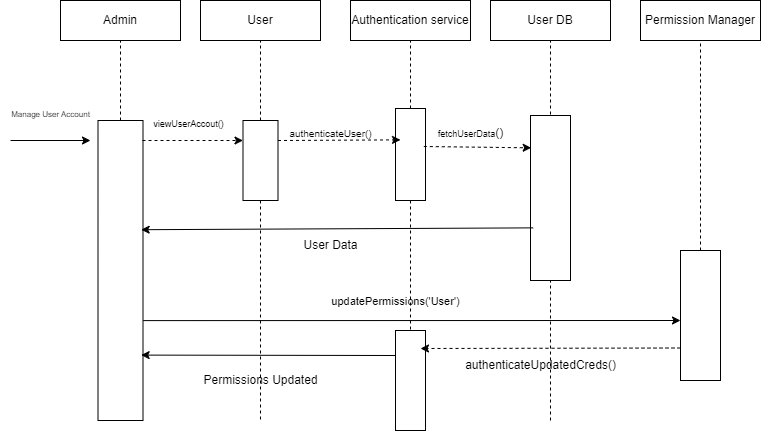 Admin
User
Authentication service
User DB
Permission Manager
Manage User Account
viewUserAccout()
authenticateUser()
fetchUserData()
User Data
updatePermissions('User')
authenticateUpdatedCreds()
Permissions Updated